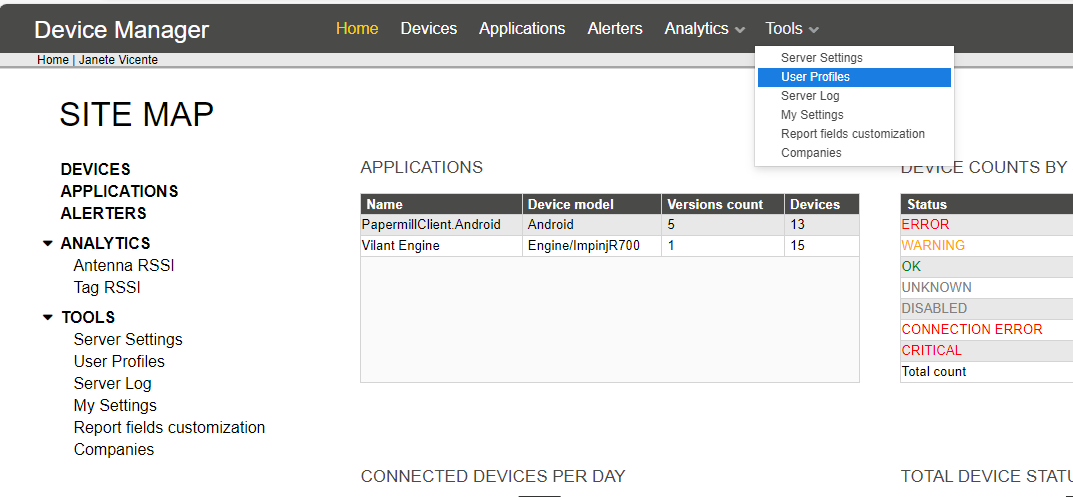 Device Manager
Home Devices Applications Alerters Analytics Tools
Home | Janete Vicente
Server Settings
User Profiles
Server Log
My Settings
Report fields customization
Companies
SITE MAP
DEVICES
APPLICATIONS
ALERTERS
ANALYTICS
Antenna RSSI
Tag RSSI
TOOLS
Server Settings
User Profiles
Server Log
My Settings
Report fields customization
Companies
APPLICATIONS
Name Device model Versions count Devices
PapermillClient.Android Android 5 13
Vilant Engine Engine/ImpinjR700 1 15
DEVICE COUNTS BY
Status
ERROR
WARNING
OK
UNKNOWN
DISABLED
CONNECTION ERROR
CRITICAL
Total count
CONNECTED DEVICES PER DAY
TOTAL DEVICE STATU